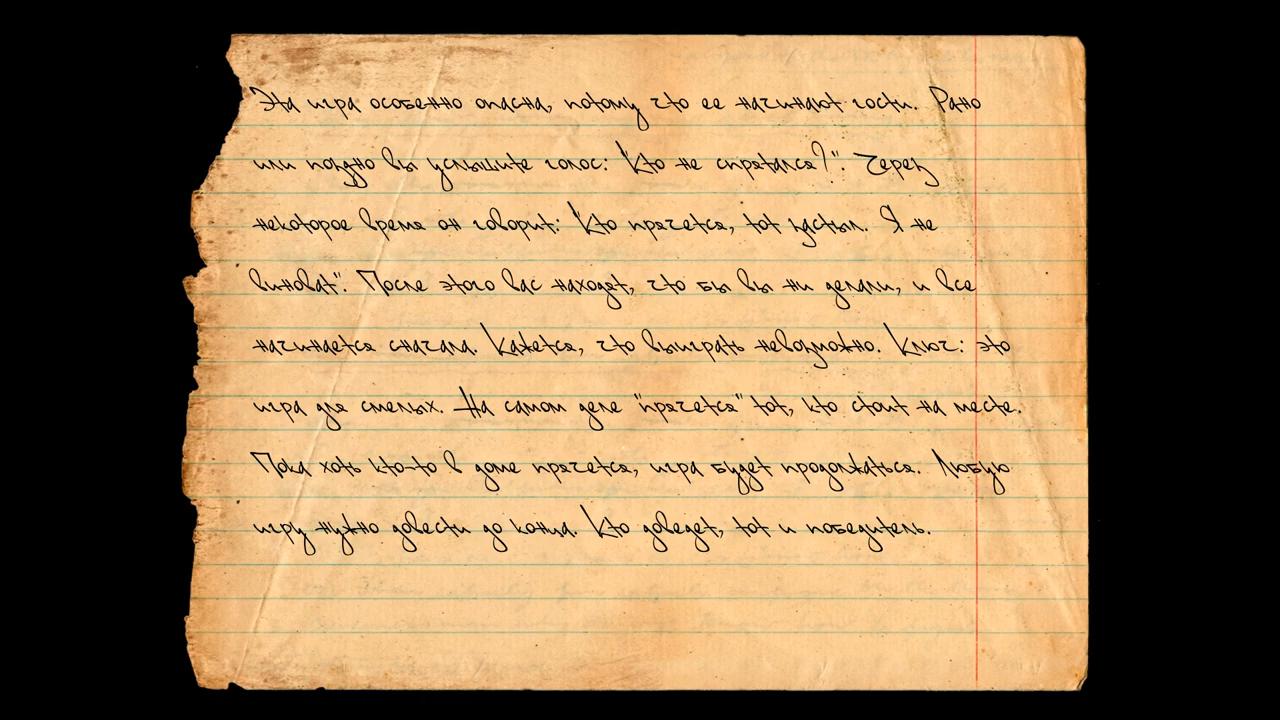 Эта игра особенно опасна, потому что ее начинают гости. Рано
или поздно вы услышите голос: "Кто не спрятался?". Через
некоторое время он говорит: "Кто прячется, тот застыл. Я не
виноват". После этого вас находят, что бы вы ни делали, и все
начинается сначала. Кажется, что выиграть невозможно. Ключ: это
игра для смелых. На самом деле "прячется" тот, кто стоит на месте.
Пока хоть кто-то в доме прячется, игра будет продолжаться. Любую
игру нужно довести до конца. Кто доведет, тот и победитель.